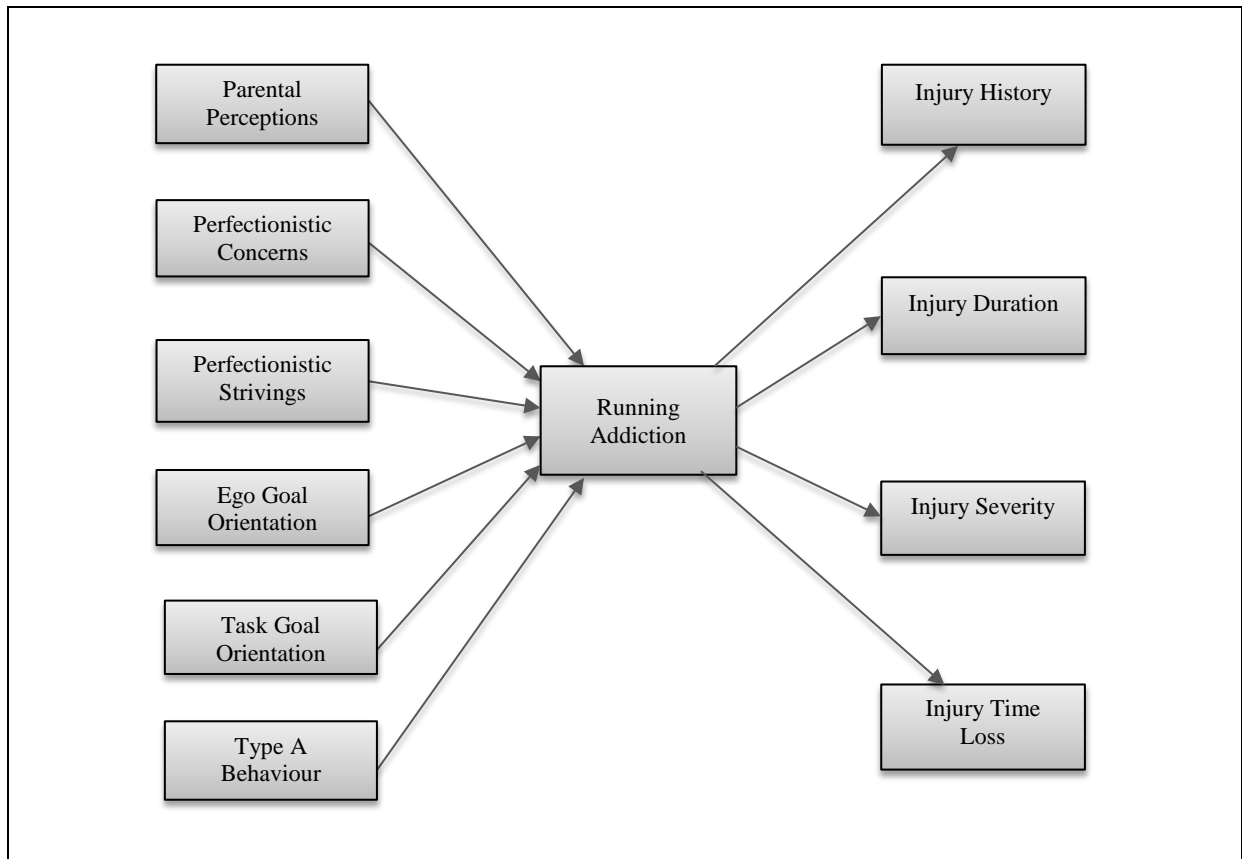 Parental
Perceptions
Perfectionistic
Concerns
Perfectionistic
Strivings
Ego Goal
Orientation
Task Goal
Orientation
Type A
Behaviour
Running
Addiction
Injury History
Injury Duration
Injury Severity
Injury Time
Loss